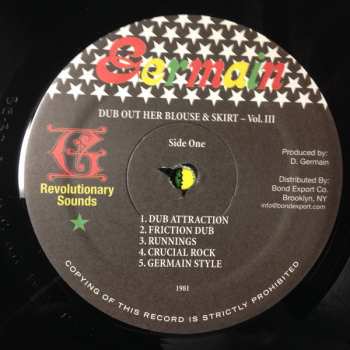 Germain
DUB OUT HER BLOUSE & SKIRT – Vol. III
Side One
Produced by:
D. Germain
G
Revolutionary
Sounds
Distributed By:
Bond Export Co.
Brooklyn, NY
info@bondexport.com
1. DUB ATTRACTION
2. FRICTION DUB
3. RUNNINGS
4. CRUCIAL ROCK
5. GERMAIN STYLE
1981
COPYING OF THIS RECORD IS STRICTLY PROHIBITED